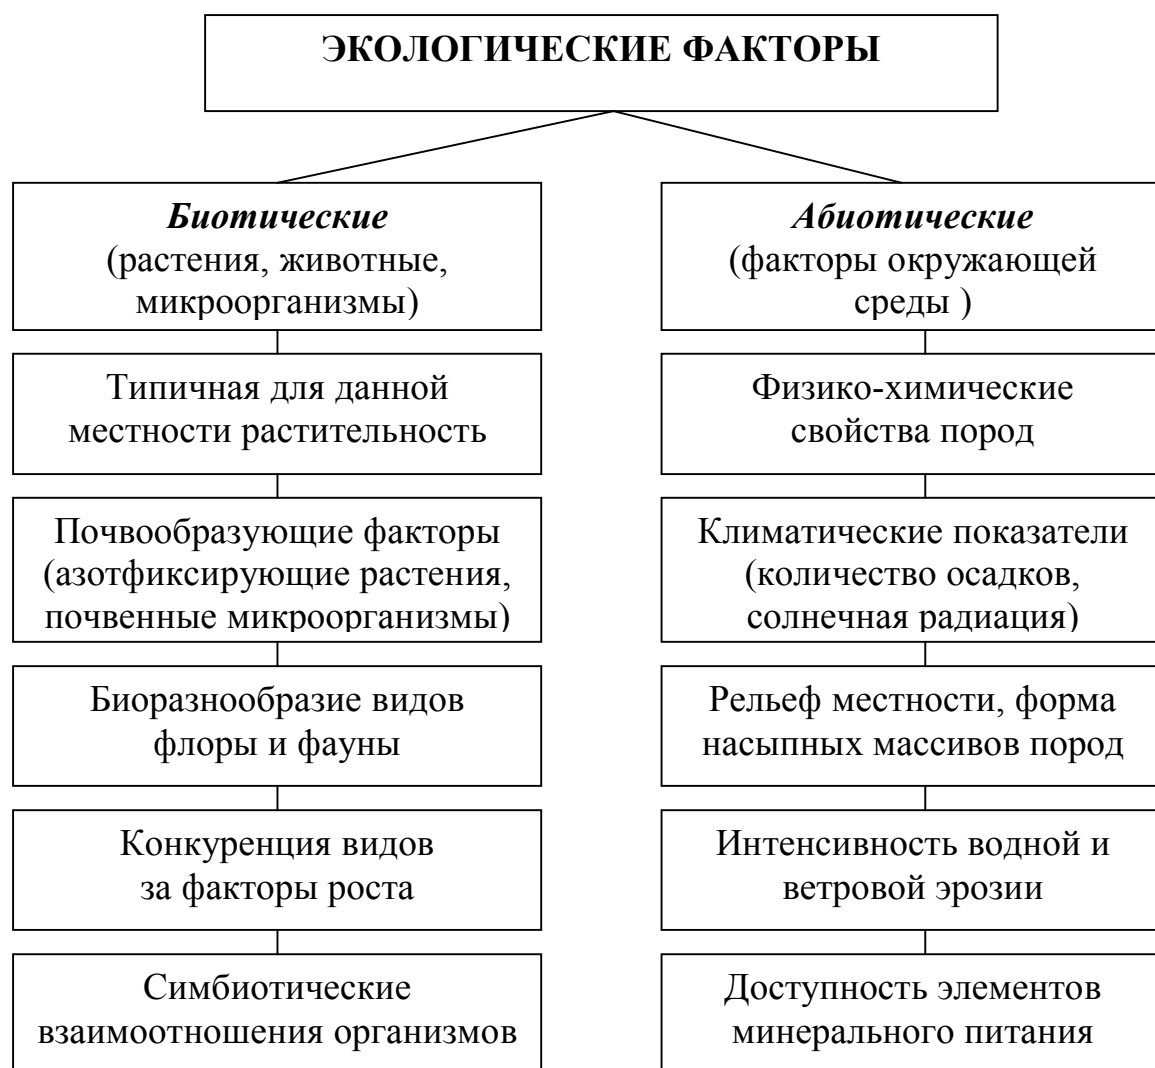 ЭКОЛОГИЧЕСКИЕ ФАКТОРЫ
Биотические
(растения, животные,
микроорганизмы)
Типичная для данной
местности растительность
Почвообразующие факторы
(азотфиксирующие растения,
почвенные микроорганизмы)
Биоразнообразие видов
флоры и фауны
Конкуренция видов
за факторы роста
Симбиотические
взаимоотношения организмов
Абиотические
(факторы окружающей
среды )
Физико-химические
свойства пород
Климатические показатели
(количество осадков,
солнечная радиация)
Рельеф местности, форма
насыпных массивов пород
Интенсивность водной и
ветровой эрозии
Доступность элементов
минерального питания